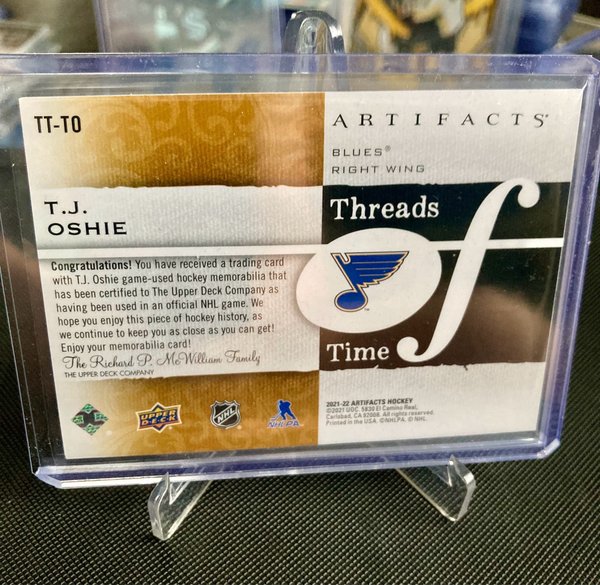 TT-TO
ARTIFACTS
BLUES®
RIGHT WING
T.J.
OSHIE
Threads
of
Time
Congratulations! You have received a trading card
with T.J. Oshie game-used hockey memorabilia that
has been certified to The Upper Deck Company as
having been used in an official NHL game. We
hope you enjoy this piece of hockey history, as
we continue to keep you as close as you can get!
Enjoy your memorabilia card!
The Richard P. McWilliam Family
THE UPPER DECK COMPANY
UPPER
DECK
NHL
NHLPA
2021-22 ARTIFACTS HOCKEY
©2021 UDC. 5830 El Camino Real,
Carlsbad, CA 92008. All rights reserved.
Printed in the USA. ©NHLPA. © NHL.